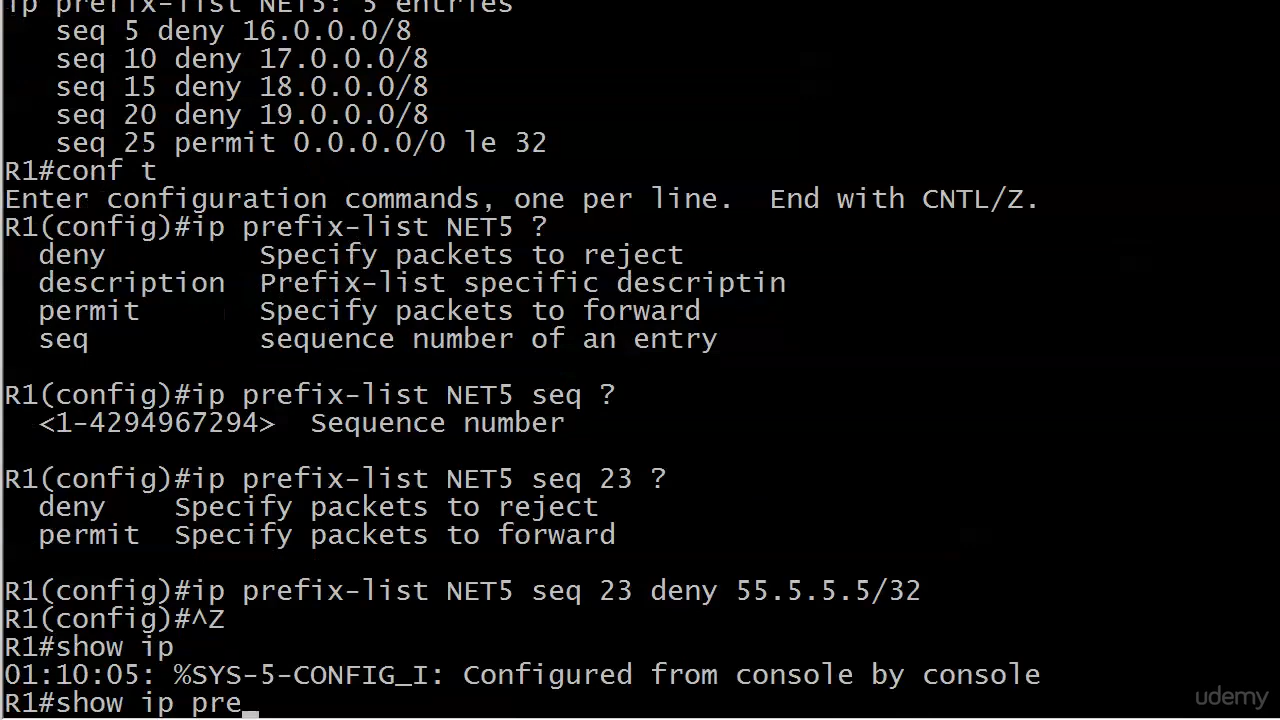 ip prefix-list NET5: 5 entries
   seq 5 deny 16.0.0.0/8
   seq 10 deny 17.0.0.0/8
   seq 15 deny 18.0.0.0/8
   seq 20 deny 19.0.0.0/8
   seq 25 permit 0.0.0.0/0 le 32
R1#conf t
Enter configuration commands, one per line.  End with CNTL/Z.
R1(config)#ip prefix-list NET5 ?
  deny         Specify packets to reject
  description  Prefix-list specific descriptin
  permit       Specify packets to forward
  seq          sequence number of an entry

R1(config)#ip prefix-list NET5 seq ?
  <1-4294967294>  Sequence number

R1(config)#ip prefix-list NET5 seq 23 ?
  deny    Specify packets to reject
  permit  Specify packets to forward

R1(config)#ip prefix-list NET5 seq 23 deny 55.5.5.5/32
R1(config)#^Z
R1#show ip
01:10:05: %SYS-5-CONFIG_I: Configured from console by console
R1#show ip pre_
udemy